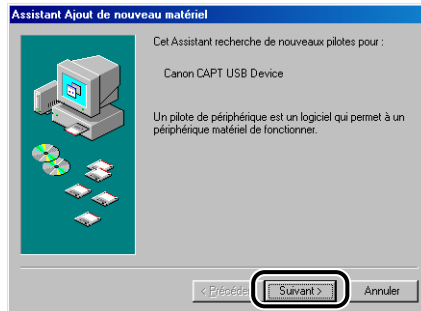 Assistant Ajout de nouveau matériel
Cet Assistant recherche de nouveaux pilotes pour :
Canon CAPT USB Device
Un pilote de périphérique est un logiciel qui permet à un
périphérique matériel de fonctionner.
< Précéde
Suivant >
Annuler